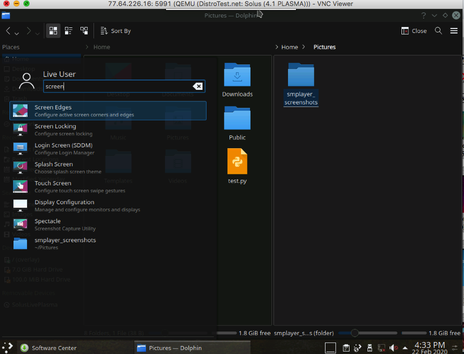 77.64.226.16: 5991 (QEMU (DistroTest.net: Solus (4.1 PLASMA))) - VNC Viewer
Pictures — Dolphin
Sort By
Close
Places
Home
Home
Pictures
Live User
screen
Screen Edges
Configure active screen corners and edges
Screen Locking
Configure screen locking
Login Screen (SDDM)
Configure Login Manager
Splash Screen
Choose splash screen theme
Touch Screen
Configure touch screen swipe gestures
Display Configuration
Manage and configure monitors and displays
Spectacle
Screenshot Capture Utility
smplayer_screenshots
~/Pictures
Downloads
Public
test.py
smplayer_
screenshots
1.8 GiB free
smplayer_s...s (folder)
1.8 GiB free
Software Center
Pictures — Dolphin
4:33 PM
22 Feb 2020